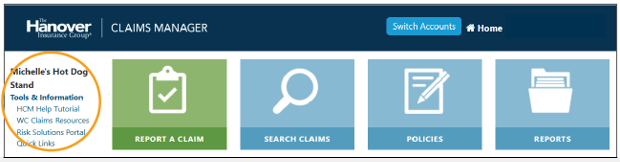 The
Hanover
Insurance Group®
CLAIMS MANAGER
Switch Accounts
Home
Michelle's Hot Dog
Stand
Tools & Information
HCM Help Tutorial
WC Claims Resources
Risk Solutions Portal
Quick Links
REPORT A CLAIM
SEARCH CLAIMS
POLICIES
REPORTS